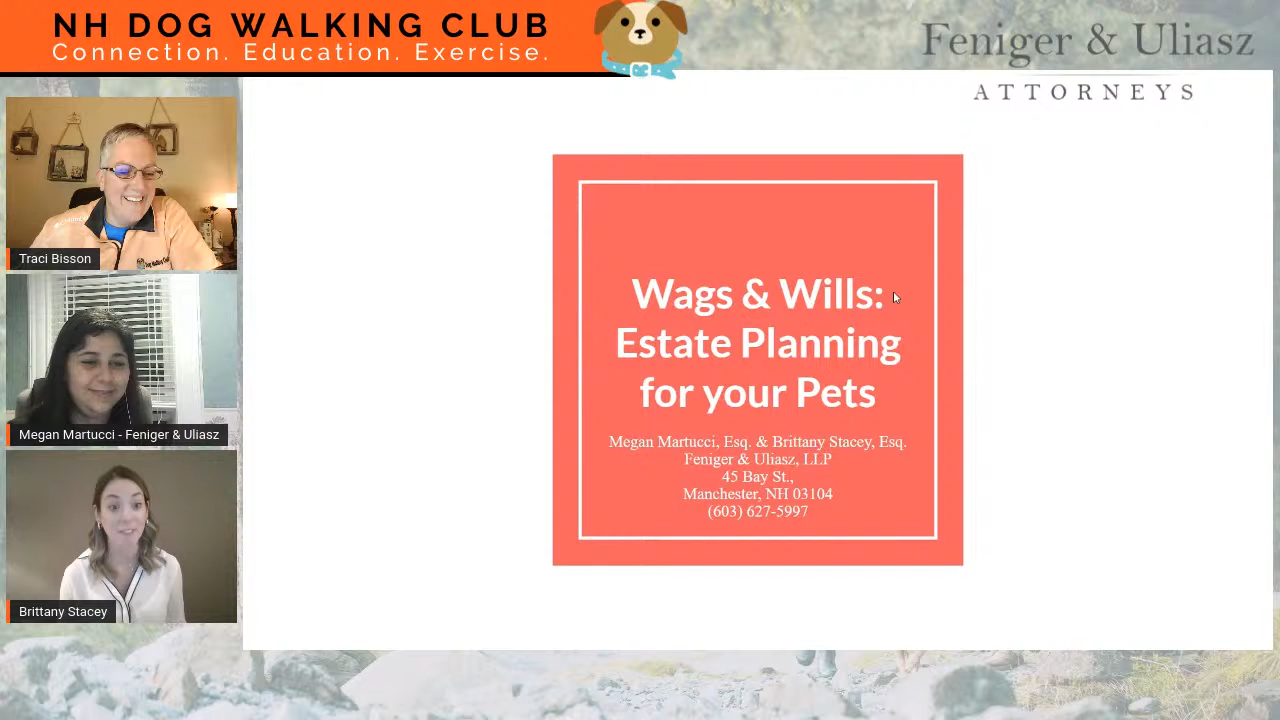 NH DOG WALKING CLUB
Connection. Education. Exercise.
Feniger & Uliasz
ATTORNEYS
Traci Bisson
Megan Martucci - Feniger & Uliasz
Brittany Stacey
Wags & Wills:
Estate Planning
for your Pets
Megan Martucci, Esq. & Brittany Stacey, Esq.
Feniger & Uliasz, LLP
45 Bay St.,
Manchester, NH 03104
(603) 627-5997